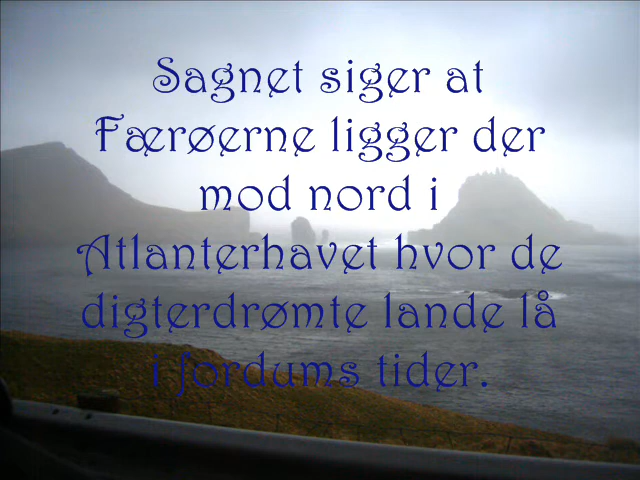 Sagnet siger at
Færøerne ligger der
mod nord i
Atlanterhavet hvor de
digterdrømte lande lå
i fordums tider.